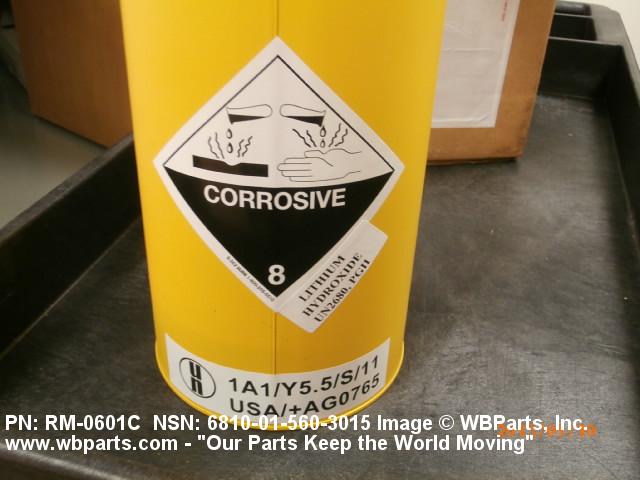 CORROSIVE
8
LITHIUM
HYDROXIDE
UN2680, PGII
1A1/Y5.5/S/11
USA/+AG0765
PN: RM-0601C  NSN: 6810-01-560-3015 Image © WBParts, Inc.
www.wbparts.com - "Our Parts Keep the World Moving"